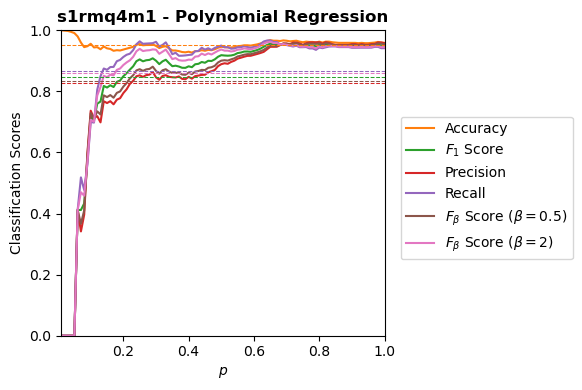 s1rmq4m1 - Polynomial Regression
Classification Scores
1.0
0.8
0.6
0.4
0.2
0.0
0.2
0.4
0.6
0.8
1.0
p
Accuracy
F₁ Score
Precision
Recall
Fᵦ Score (β = 0.5)
Fᵦ Score (β = 2)